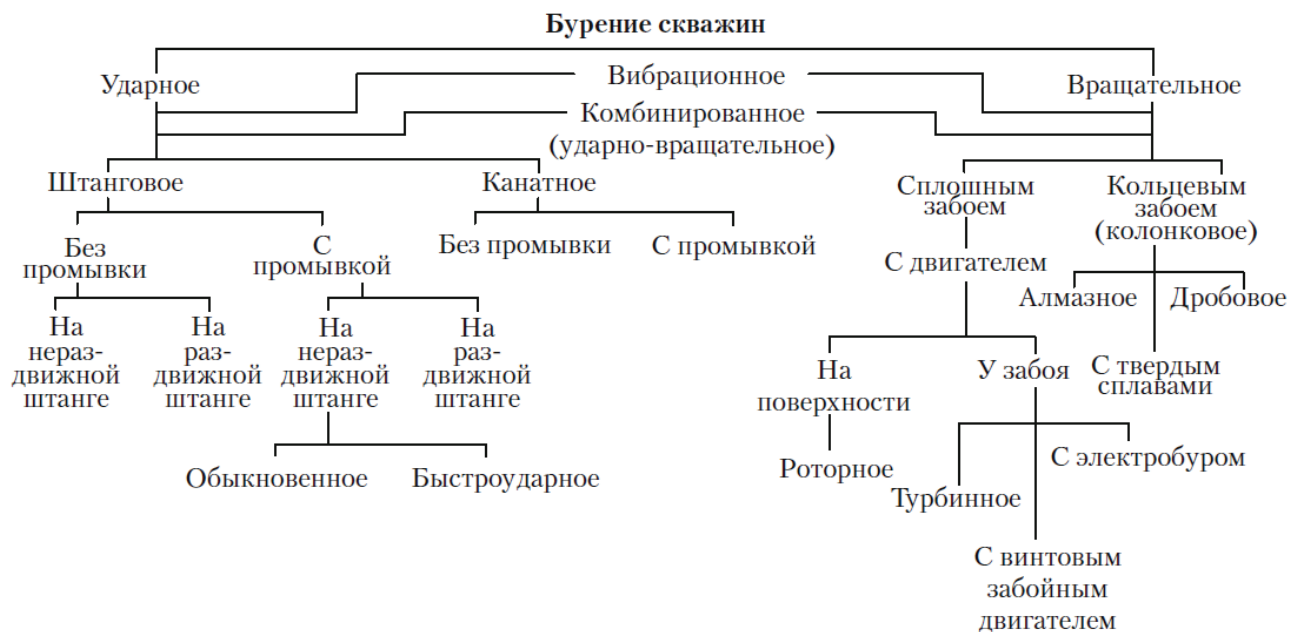 Бурение скважин
Ударное
Вибрационное
Вращательное
Комбинированное
(ударно-вращательное)
Штанговое
Канатное
Сплошным
забоем
Кольцевым
забоем
(колонковое)
Без
промывки
С
промывкой
Без промывки
С промывкой
С двигателем
Алмазное
Дробовое
На
нераз-
движной
штанге
На
раз-
движной
штанге
На
нераз-
движной
штанге
На
раз-
движной
штанге
На
поверхности
У забоя
С твердым
сплавами
Обыкновенное
Быстроударное
Роторное
Турбинное
С электробуром
С винтовым
забойным
двигателем